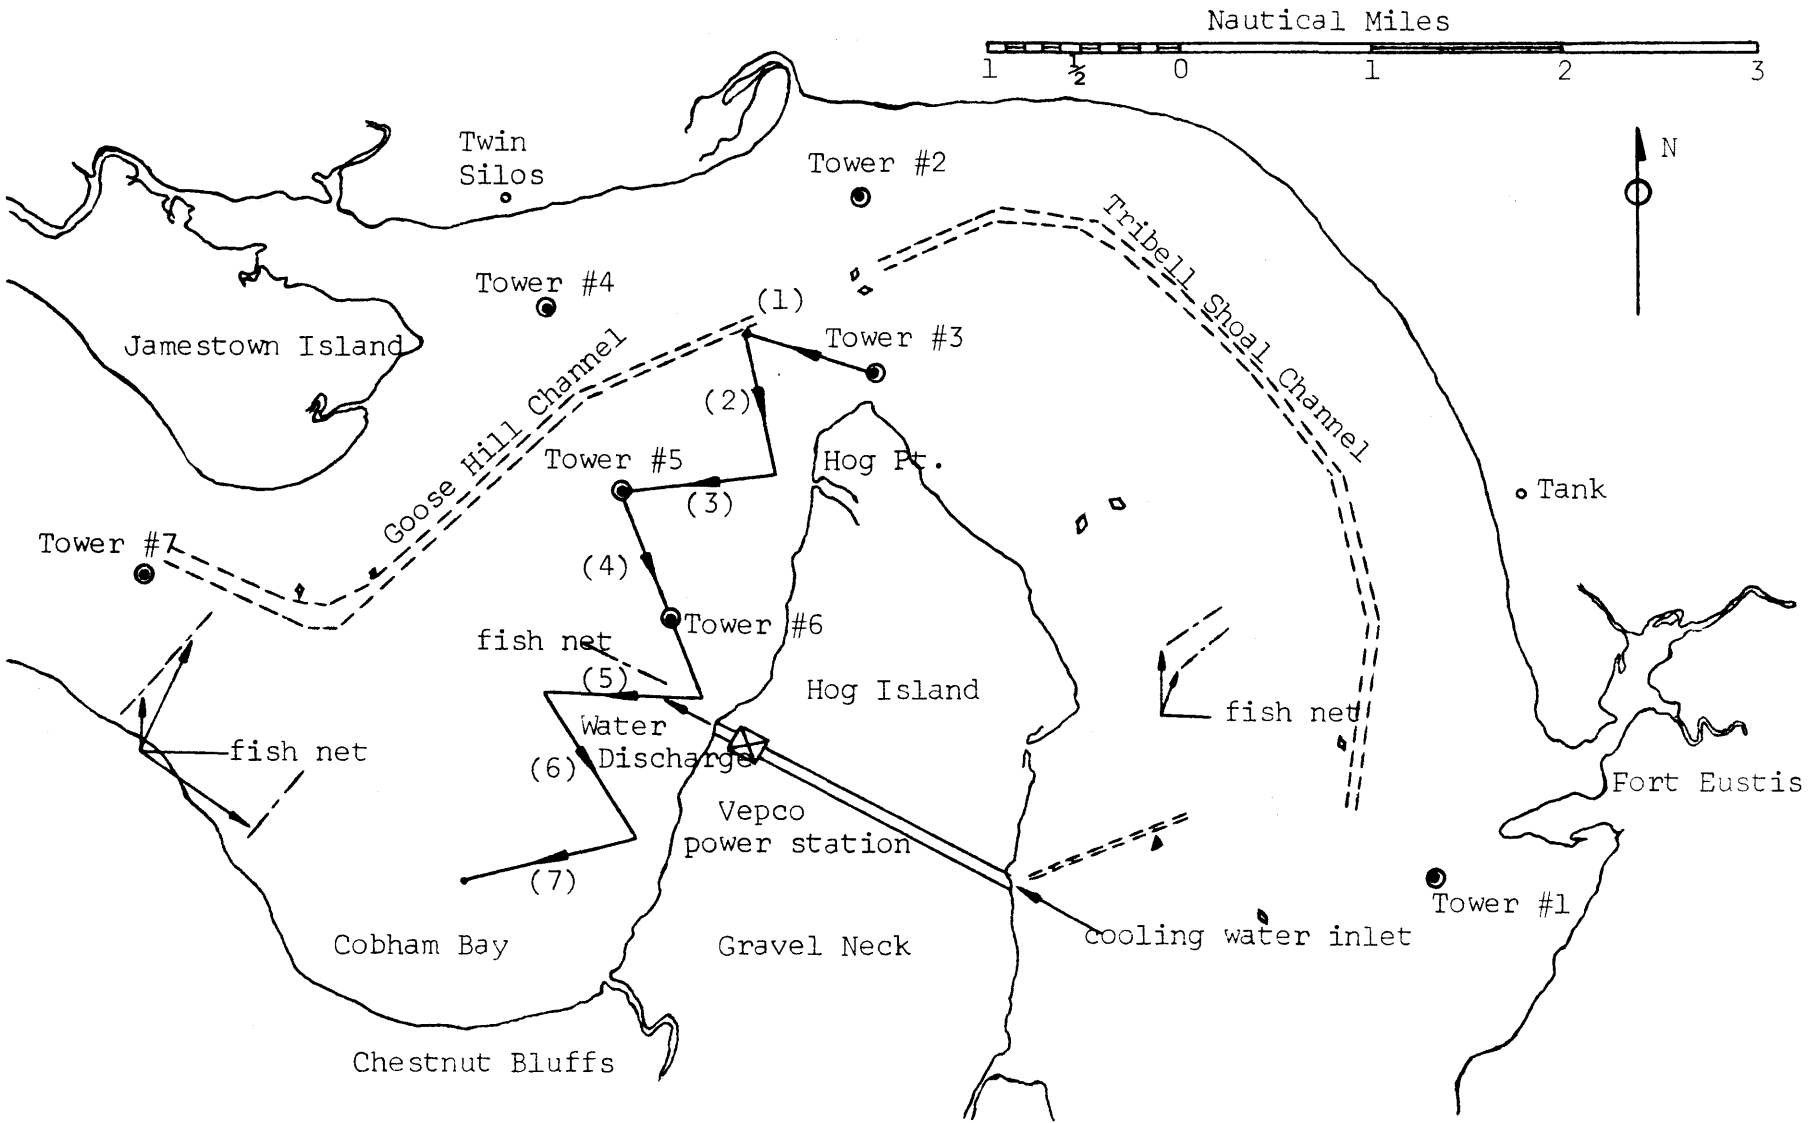 Nautical Miles
1 1/2 0 1 2 3
N
Twin
Silos
Tower #2
Tribell Shoal Channel
Tower #4
(1)
Tower #3
Jamestown Island
Goose Hill Channel
(2)
Tower #5
Hog Pt.
(3)
Tank
Tower #7
(4)
Tower #6
fish net
(5)
Hog Island
fish net
Water
Discharge
fish net
(6)
Fort Eustis
Vepco
power station
(7)
Tower #1
cooling water inlet
Cobham Bay
Gravel Neck
Chestnut Bluffs